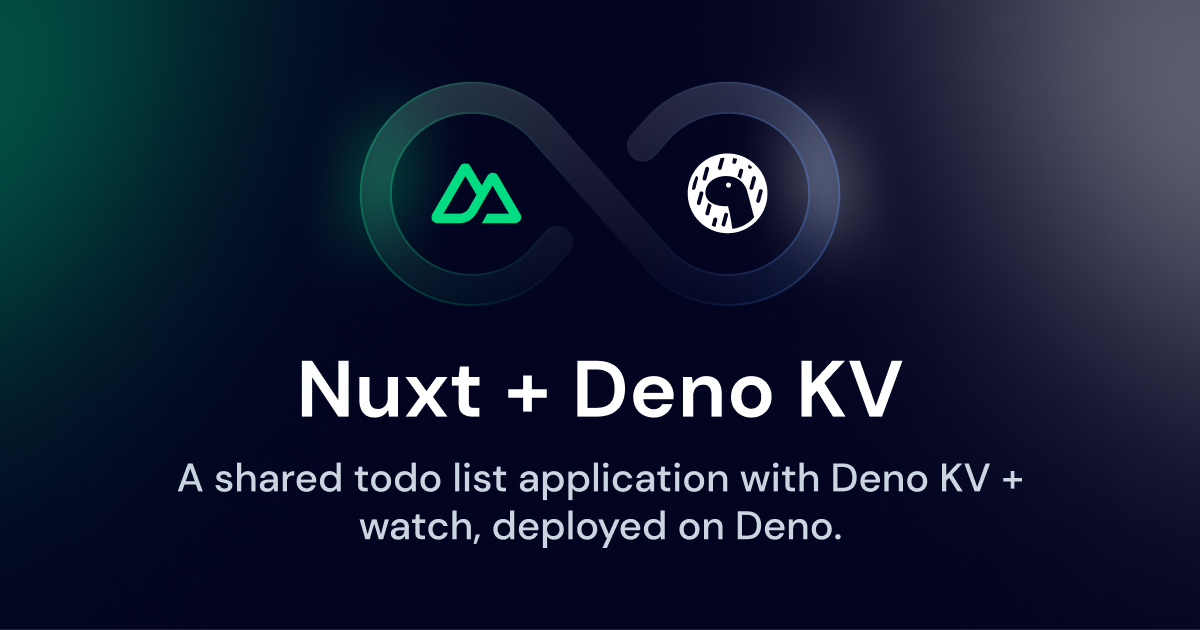 Nuxt + Deno KV
A shared todo list application with Deno KV +
watch, deployed on Deno.